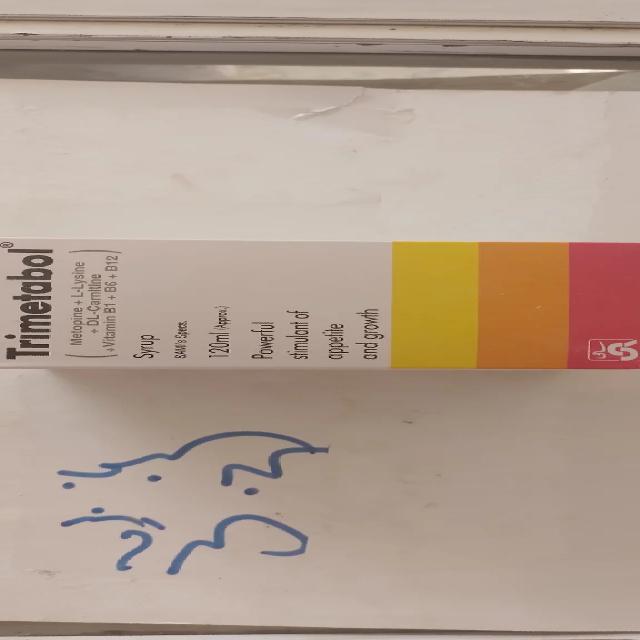 Trimetabol®
(Metopine + L-Lysine
+ DL-Carnitine
+Vitamin B1 + B6 + B12)
Syrup
SAMI's Specs.
120ml (Approx.)
Powerful
stimulant of
appetite
and growth